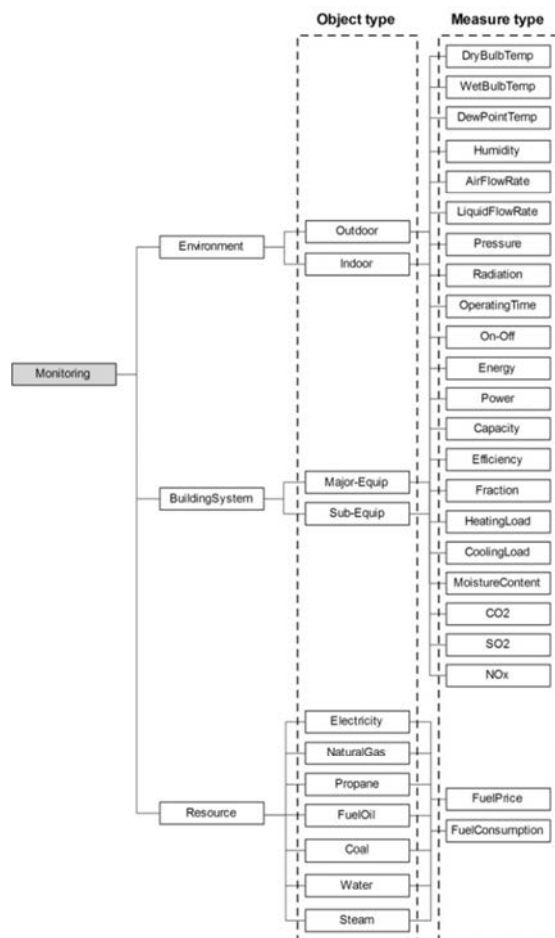 Object type
Measure type
DryBulbTemp
WetBulbTemp
DewPointTemp
Humidity
AirFlowRate
LiquidFlowRate
Pressure
Radiation
OperatingTime
On-Off
Energy
Power
Capacity
Efficiency
Fraction
HeatingLoad
CoolingLoad
MoistureContent
CO2
SO2
NOx
Outdoor
Indoor
Environment
Monitoring
Major-Equip
Sub-Equip
BuildingSystem
Electricity
NaturalGas
Propane
FuelOil
Coal
Water
Steam
Resource
FuelPrice
FuelConsumption